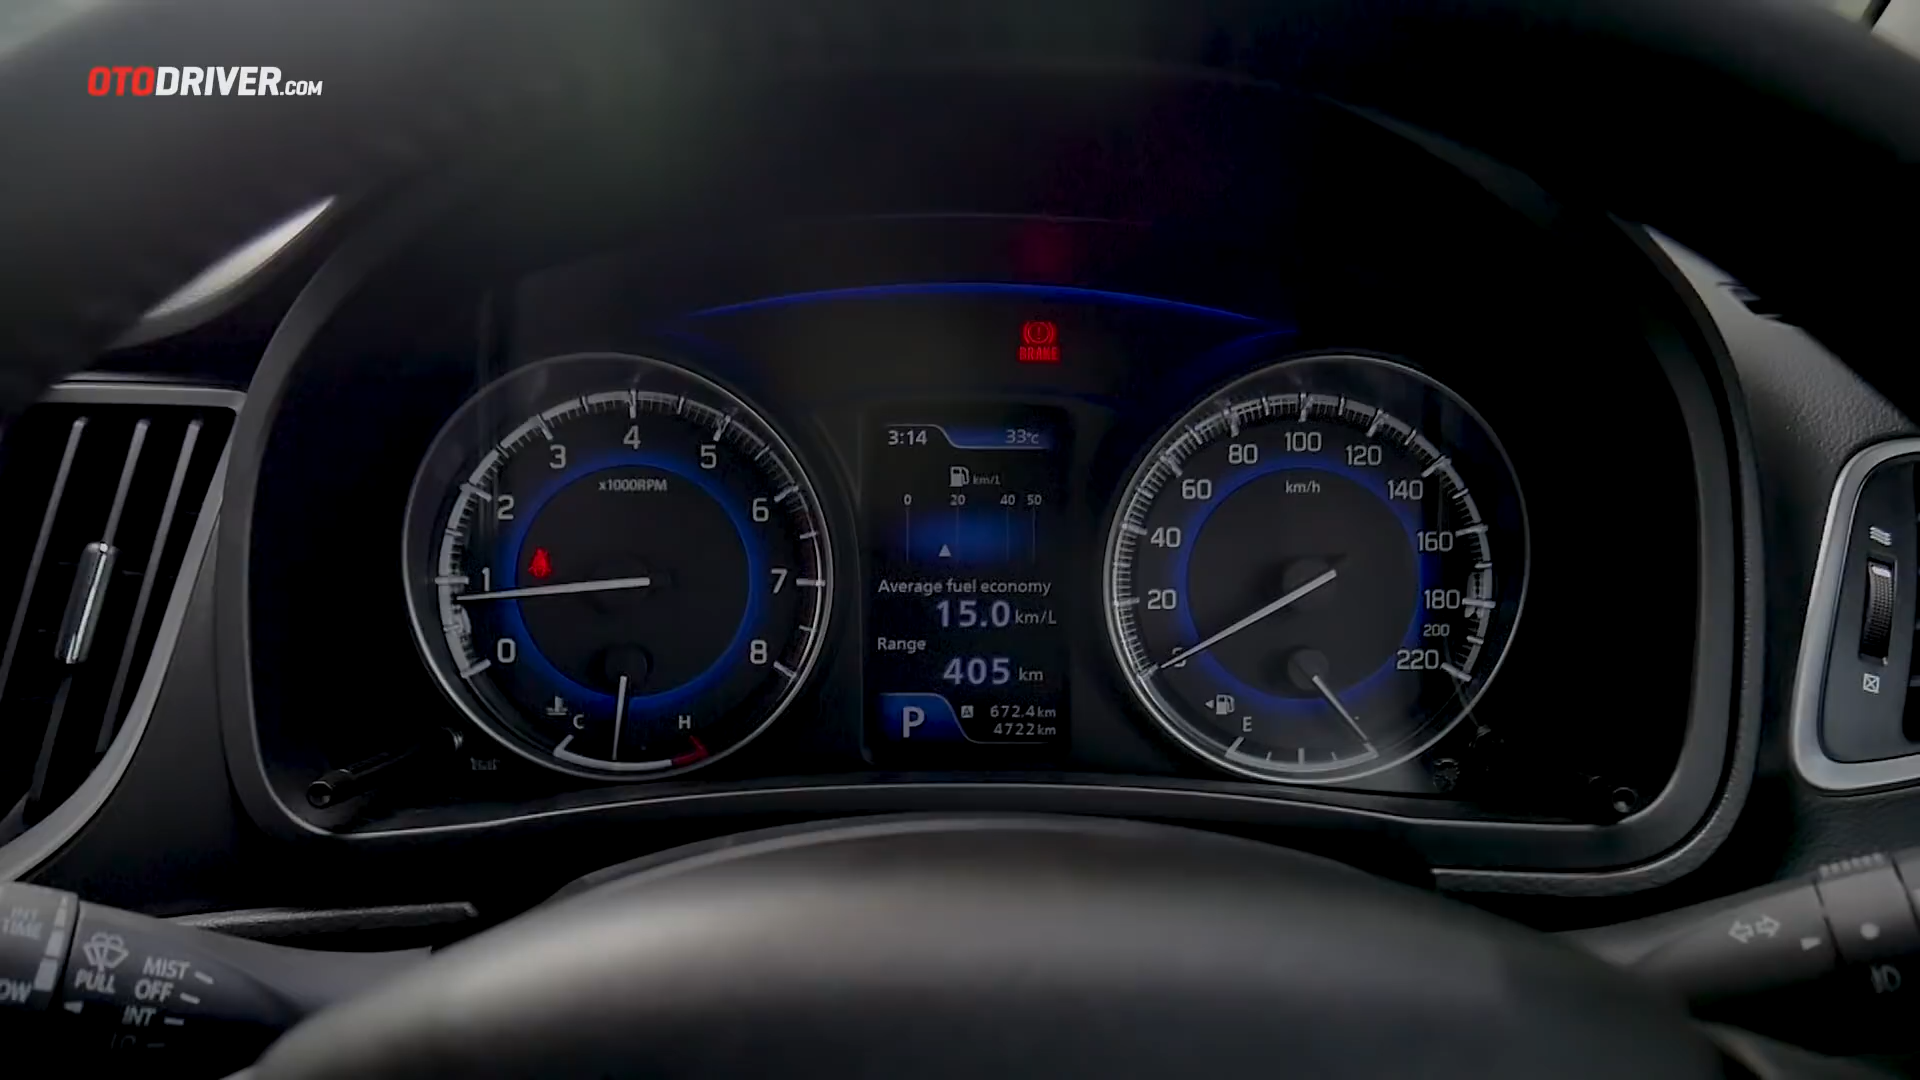 OTODRIVER.COM
BRAKE
0 1 2 3 4 5 6 7 8
x1000RPM
C H
3:14 33°C
km/L
0 20 40 50
Average fuel economy
15.0 km/L
Range
405 km
P A 672.4 km
4722 km
20 40 60 80 100 120 140 160 180 200 220
km/h
E
INT
TIME
PULL
MIST
OFF
INT